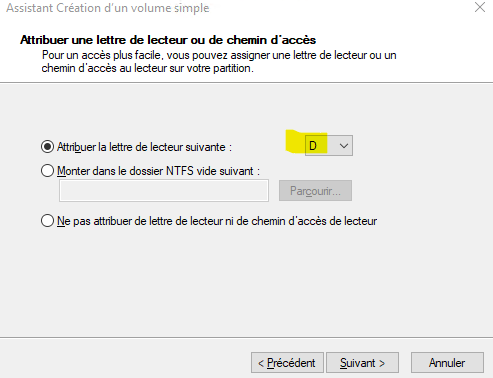 Assistant Création d'un volume simple
Attribuer une lettre de lecteur ou de chemin d'accès
Pour un accès plus facile, vous pouvez assigner une lettre de lecteur ou un
chemin d'accès au lecteur sur votre partition.
Attribuer la lettre de lecteur suivante : D
Monter dans le dossier NTFS vide suivant :
Parcourir...
Ne pas attribuer de lettre de lecteur ni de chemin d'accès de lecteur
< Précédent Suivant > Annuler